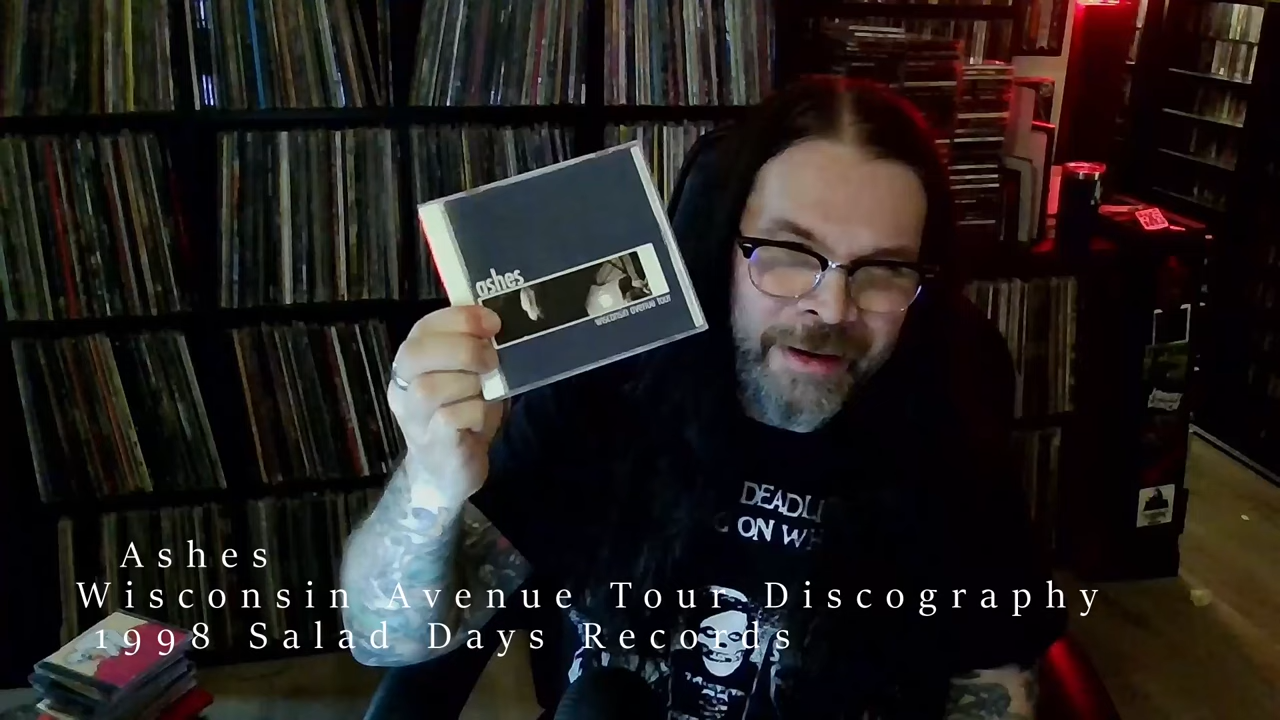 ashes
wisconsin avenue tour
DEADLI
G ON WH
Ashes
Wisconsin Avenue Tour Discography
1998 Salad Days Records